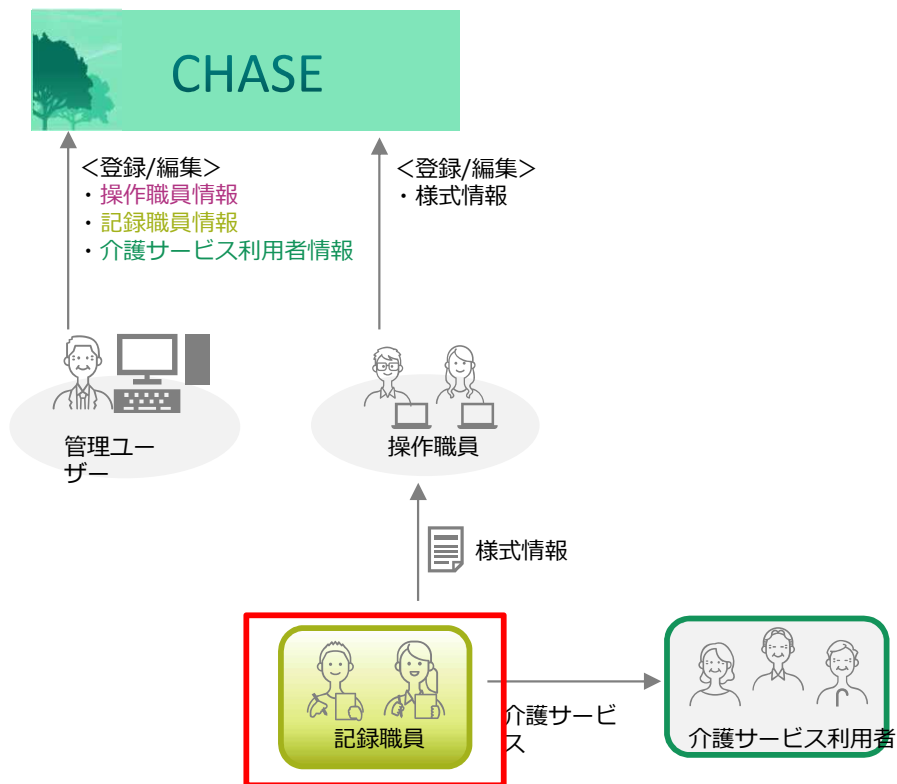 CHASE
＜登録/編集＞
・操作職員情報
・記録職員情報
・介護サービス利用者情報
＜登録/編集＞
・様式情報
管理ユー
ザー
操作職員
様式情報
記録職員
介護サービ
ス
介護サービス利用者